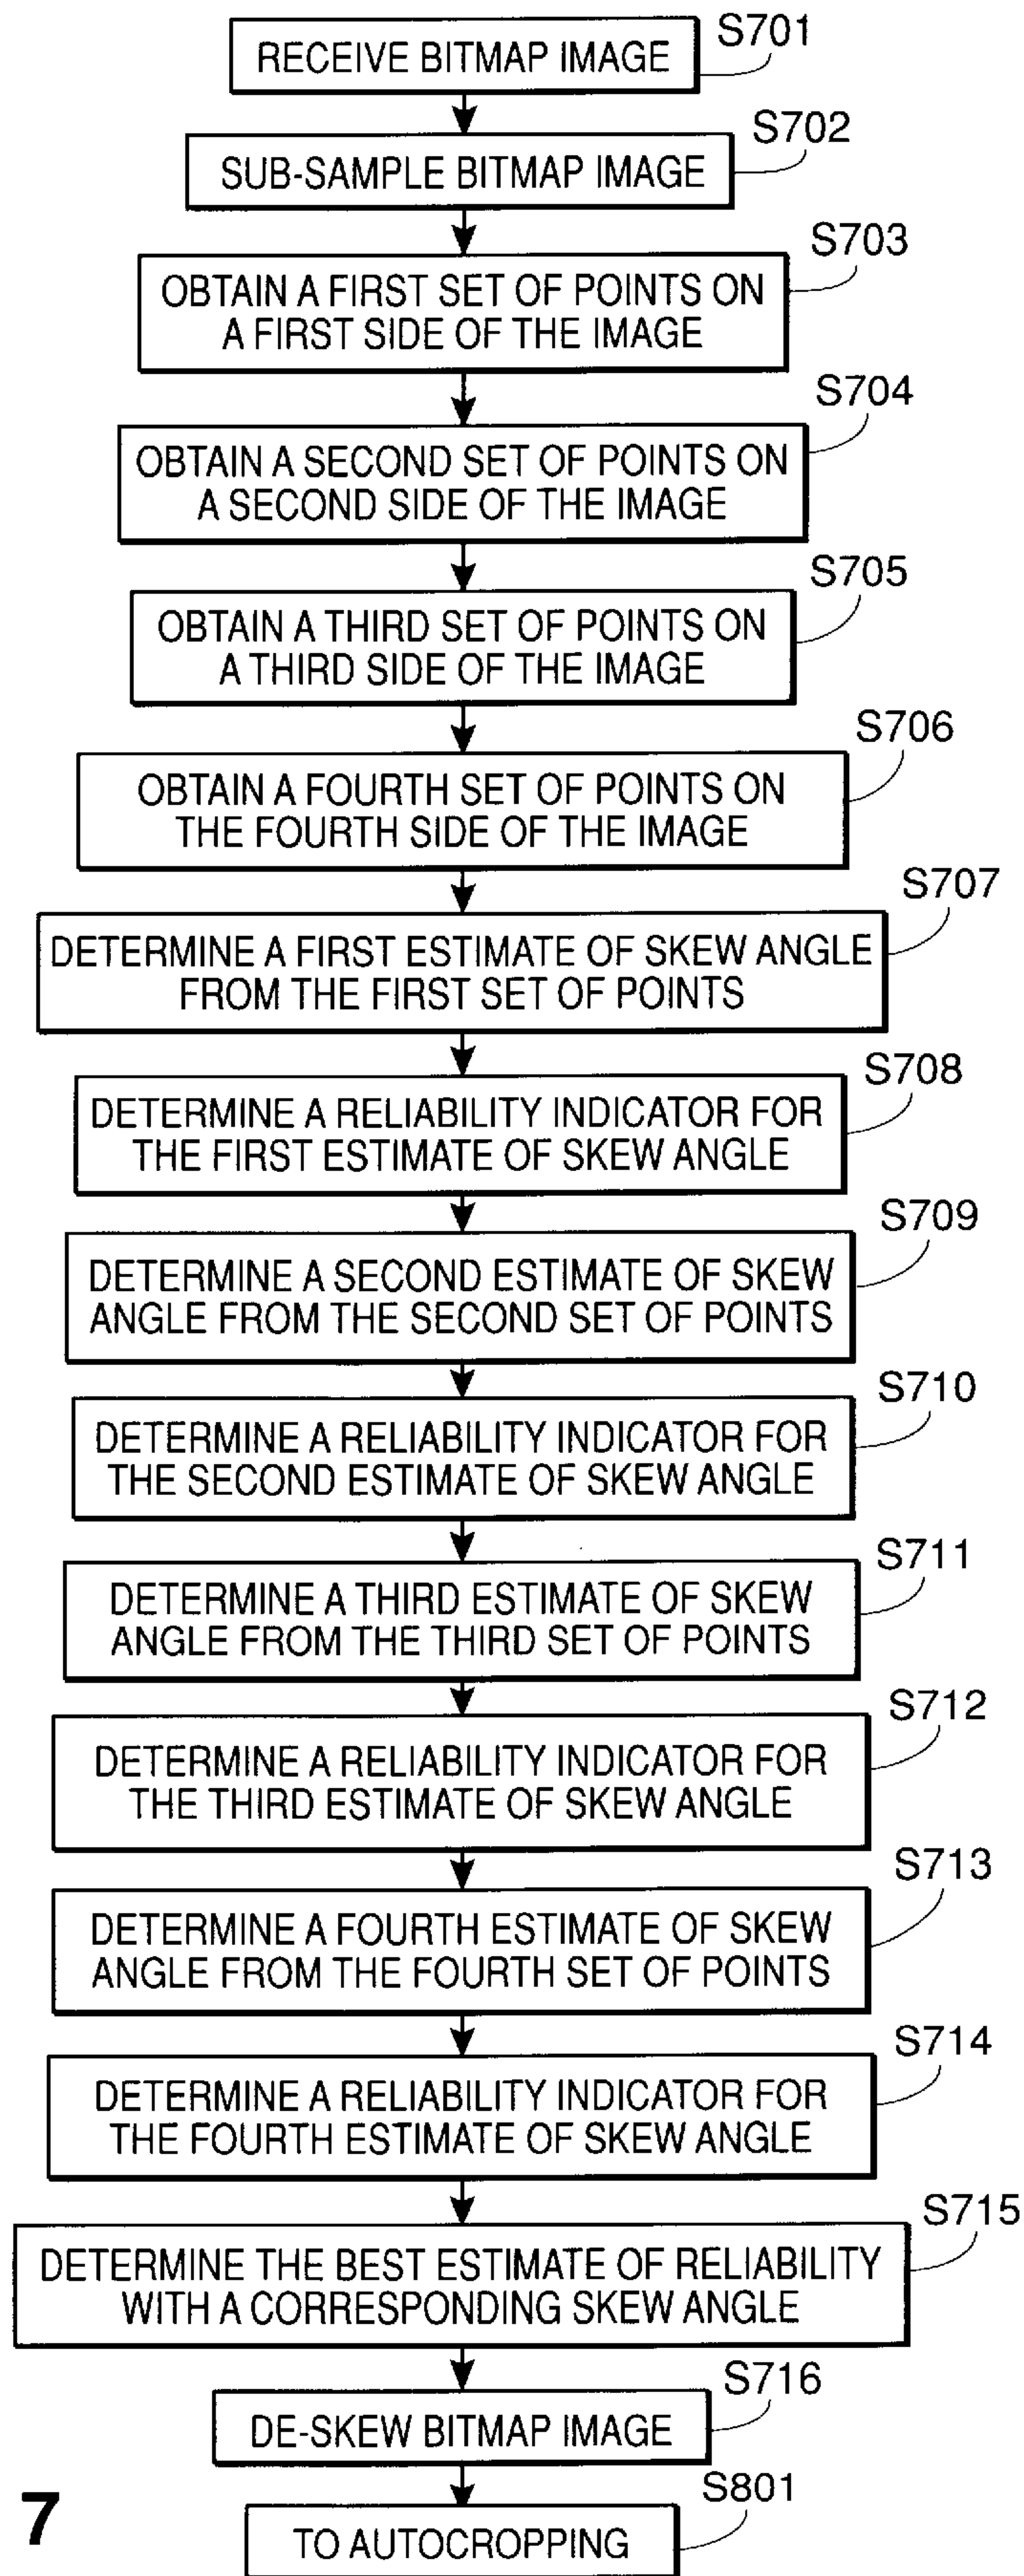 S701
RECEIVE BITMAP IMAGE
S702
SUB-SAMPLE BITMAP IMAGE
S703
OBTAIN A FIRST SET OF POINTS ON
A FIRST SIDE OF THE IMAGE
S704
OBTAIN A SECOND SET OF POINTS ON
A SECOND SIDE OF THE IMAGE
S705
OBTAIN A THIRD SET OF POINTS ON
A THIRD SIDE OF THE IMAGE
S706
OBTAIN A FOURTH SET OF POINTS ON
THE FOURTH SIDE OF THE IMAGE
S707
DETERMINE A FIRST ESTIMATE OF SKEW ANGLE
FROM THE FIRST SET OF POINTS
S708
DETERMINE A RELIABILITY INDICATOR FOR
THE FIRST ESTIMATE OF SKEW ANGLE
S709
DETERMINE A SECOND ESTIMATE OF SKEW
ANGLE FROM THE SECOND SET OF POINTS
S710
DETERMINE A RELIABILITY INDICATOR FOR
THE SECOND ESTIMATE OF SKEW ANGLE
S711
DETERMINE A THIRD ESTIMATE OF SKEW
ANGLE FROM THE THIRD SET OF POINTS
S712
DETERMINE A RELIABILITY INDICATOR FOR
THE THIRD ESTIMATE OF SKEW ANGLE
S713
DETERMINE A FOURTH ESTIMATE OF SKEW
ANGLE FROM THE FOURTH SET OF POINTS
S714
DETERMINE A RELIABILITY INDICATOR FOR
THE FOURTH ESTIMATE OF SKEW ANGLE
S715
DETERMINE THE BEST ESTIMATE OF RELIABILITY
WITH A CORRESPONDING SKEW ANGLE
S716
DE-SKEW BITMAP IMAGE
S801
TO AUTOCROPPING
7